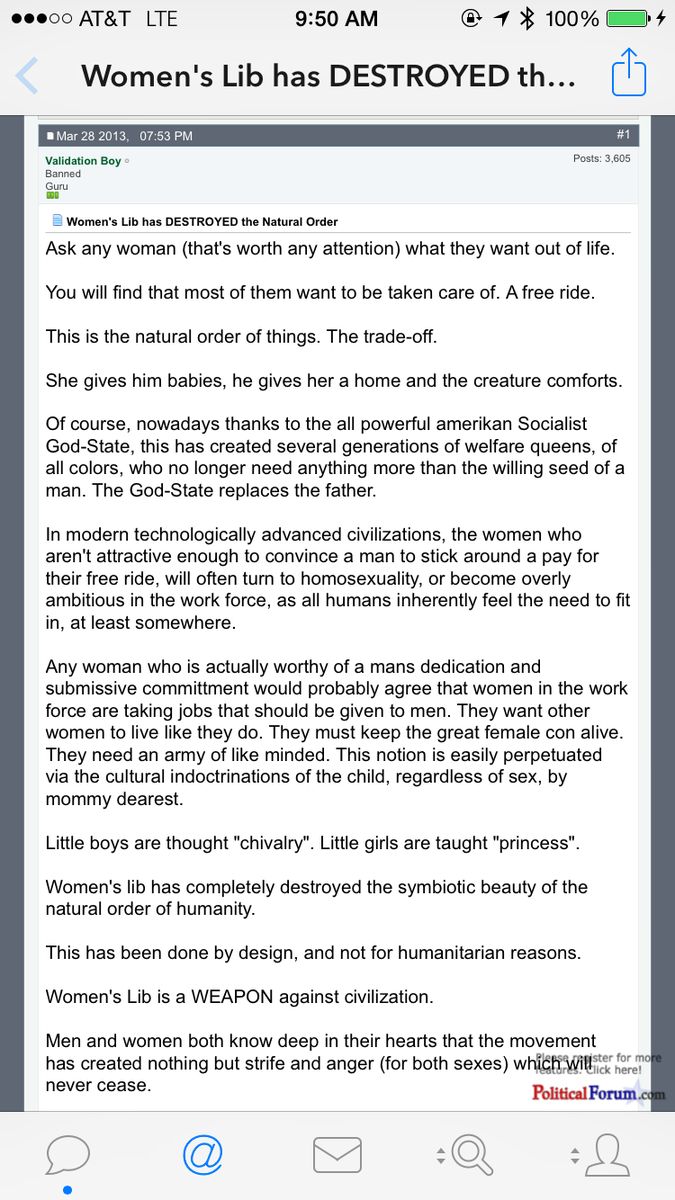 AT&T LTE 9:50 AM 100%
Women's Lib has DESTROYED th...
Mar 28 2013, 07:53 PM #1
Validation Boy Posts: 3,605
Banned
Guru
Women's Lib has DESTROYED the Natural Order
Ask any woman (that's worth any attention) what they want out of life.
You will find that most of them want to be taken care of. A free ride.
This is the natural order of things. The trade-off.
She gives him babies, he gives her a home and the creature comforts.
Of course, nowadays thanks to the all powerful amerikan Socialist
God-State, this has created several generations of welfare queens, of
all colors, who no longer need anything more than the willing seed of a
man. The God-State replaces the father.
In modern technologically advanced civilizations, the women who
aren't attractive enough to convince a man to stick around a pay for
their free ride, will often turn to homosexuality, or become overly
ambitious in the work force, as all humans inherently feel the need to fit
in, at least somewhere.
Any woman who is actually worthy of a mans dedication and
submissive committment would probably agree that women in the work
force are taking jobs that should be given to men. They want other
women to live like they do. They must keep the great female con alive.
They need an army of like minded. This notion is easily perpetuated
via the cultural indoctrinations of the child, regardless of sex, by
mommy dearest.
Little boys are thought "chivalry". Little girls are taught "princess".
Women's lib has completely destroyed the symbiotic beauty of the
natural order of humanity.
This has been done by design, and not for humanitarian reasons.
Women's Lib is a WEAPON against civilization.
Men and women both know deep in their hearts that the movement
has created nothing but strife and anger (for both sexes) which will
never cease.
Please register for more
features. Click here!
PoliticalForum.com